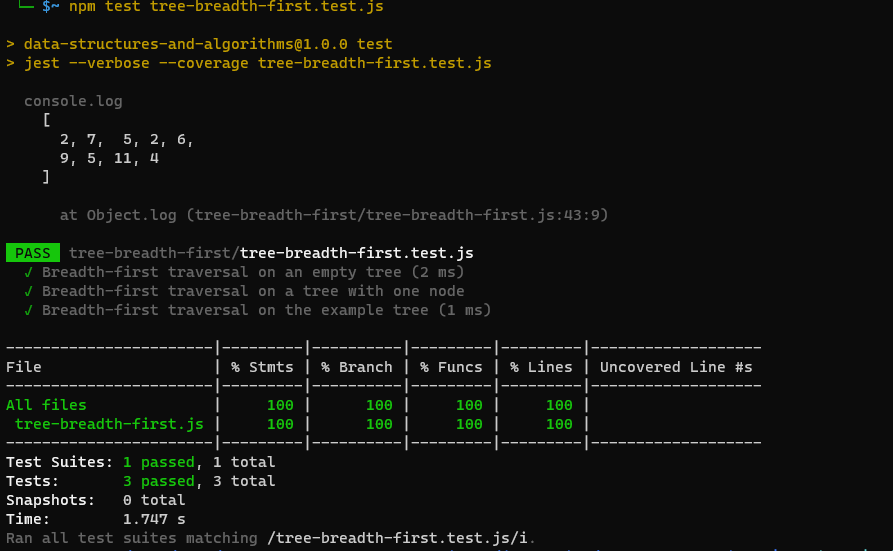 └─ $~ npm test tree-breadth-first.test.js
> data-structures-and-algorithms@1.0.0 test
> jest --verbose --coverage tree-breadth-first.test.js
console.log
[
2, 7,  5, 2, 6,
9, 5, 11, 4
]
at Object.log (tree-breadth-first/tree-breadth-first.js:43:9)
PASS tree-breadth-first/tree-breadth-first.test.js
√ Breadth-first traversal on an empty tree (2 ms)
√ Breadth-first traversal on a tree with one node
√ Breadth-first traversal on the example tree (1 ms)
-----------------------|---------|----------|---------|---------|-------------------
File                   | % Stmts | % Branch | % Funcs | % Lines | Uncovered Line #s
-----------------------|---------|----------|---------|---------|-------------------
All files              |     100 |      100 |     100 |     100 |
 tree-breadth-first.js |     100 |      100 |     100 |     100 |
-----------------------|---------|----------|---------|---------|-------------------
Test Suites: 1 passed, 1 total
Tests:       3 passed, 3 total
Snapshots:   0 total
Time:        1.747 s
Ran all test suites matching /tree-breadth-first.test.js/i.